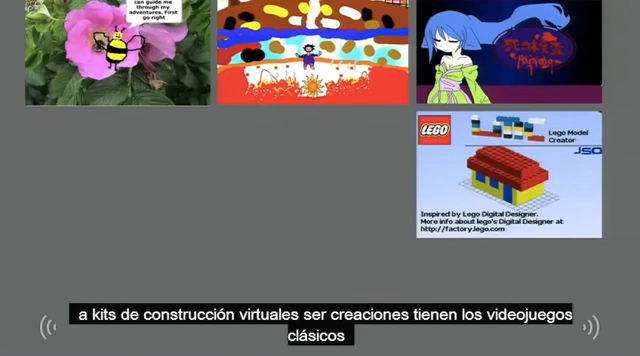 can guide me
through my
adventures. First
go right
LEGO
Lego Model
Creator
JSO
Inspired by Lego Digital Designer.
More info about lego's Digital Designer at
http://factory.lego.com
a kits de construcción virtuales ser creaciones tienen los videojuegos
clásicos